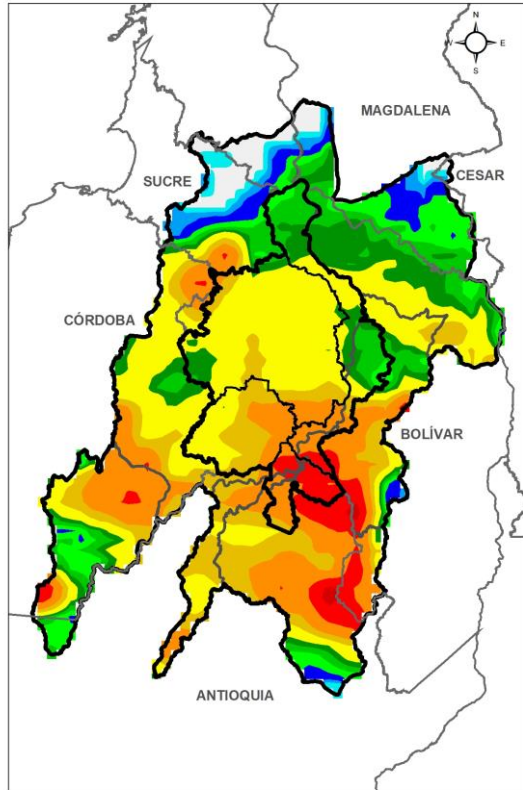 N
W E
S
MAGDALENA
CESAR
SUCRE
CÓRDOBA
BOLÍVAR
ANTIOQUIA